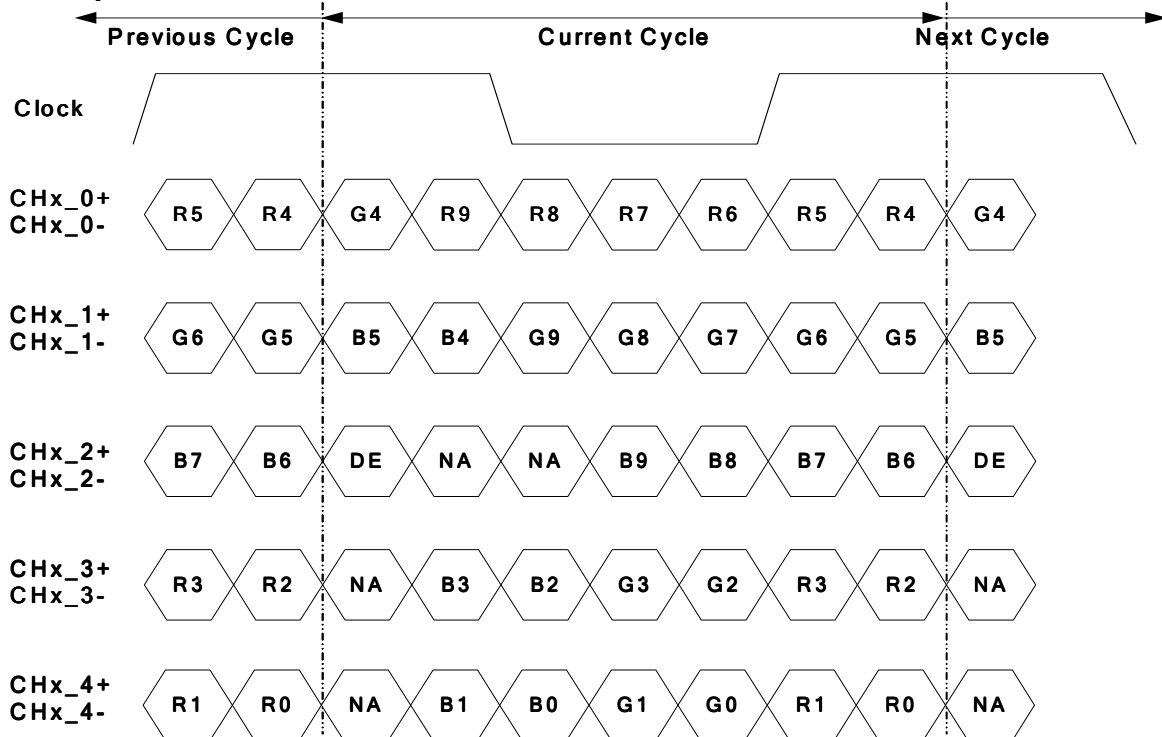 Previous Cycle Current Cycle Next Cycle
Clock
CHx_0+
CHx_0-
R5 R4 G4 R9 R8 R7 R6 R5 R4 G4
CHx_1+
CHx_1-
G6 G5 B5 B4 G9 G8 G7 G6 G5 B5
CHx_2+
CHx_2-
B7 B6 DE NA NA B9 B8 B7 B6 DE
CHx_3+
CHx_3-
R3 R2 NA B3 B2 G3 G2 R3 R2 NA
CHx_4+
CHx_4-
R1 R0 NA B1 B0 G1 G0 R1 R0 NA